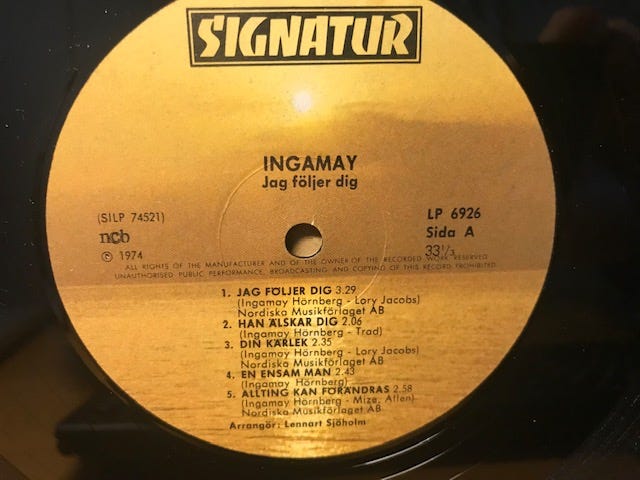 SIGNATUR
INGAMAY
Jag följer dig
(SILP 74521)
LP 6926
ncb
Sida A
© 1974
33 1/3
ALL RIGHTS OF THE MANUFACTURER AND OF THE OWNER OF THE RECORDED WORK RESERVED
UNAUTHORISED PUBLIC PERFORMANCE, BROADCASTING AND COPYING OF THIS RECORD PROHIBITED
1. JAG FÖLJER DIG 3.29
(Ingamay Hörnberg - Lory Jacobs)
Nordiska Musikförlaget AB
2. HAN ÄLSKAR DIG 2.06
(Ingamay Hörnberg - Trad)
3. DIN KÄRLEK 2.35
(Ingamay Hörnberg - Lory Jacobs)
Nordiska Musikförlaget AB
4. EN ENSAM MAN 2.43
(Ingamay Hörnberg)
5. ALLTING KAN FÖRÄNDRAS 2.58
(Ingamay Hörnberg - Mize, Allen)
Nordiska Musikförlaget AB
Arrangör: Lennart Sjöholm